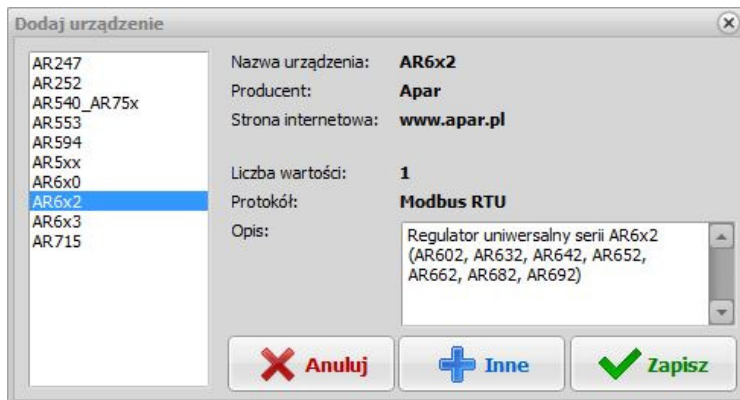 Dodaj urządzenie
AR247
AR252
AR540_AR75x
AR553
AR594
AR5xx
AR6x0
AR6x2
AR6x3
AR715
Nazwa urządzenia: AR6x2
Producent: Apar
Strona internetowa: www.apar.pl
Liczba wartości: 1
Protokół: Modbus RTU
Opis:
Regulator uniwersalny serii AR6x2
(AR602, AR632, AR642, AR652,
AR662, AR682, AR692)
Anuluj
Inne
Zapisz